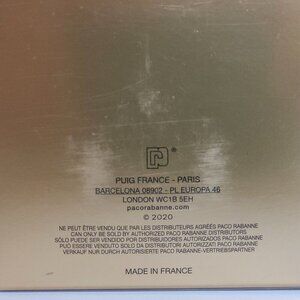 PUIG FRANCE - PARIS
BARCELONA 08902 - PL EUROPA 46
LONDON WC1B 5EH
pacorabanne.com
© 2020
NE PEUT ÊTRE VENDU QUE PAR LES DISTRIBUTEURS AGRÉÉS PACO RABANNE
CAN ONLY BE SOLD BY AUTHORIZED PACO RABANNE DISTRIBUTORS
SÓLO PUEDE SER VENDIDO POR DISTRIBUIDORES AUTORIZADOS PACO RABANNE
PUÒ ESSERE VENDUTO SOLO DA DISTRIBUTORI AUTORIZZATI PACO RABANNE
VERKAUF NUR DURCH AUTORISIERTE PACO RABANNE-VERTRIEBSPARTNER
MADE IN FRANCE